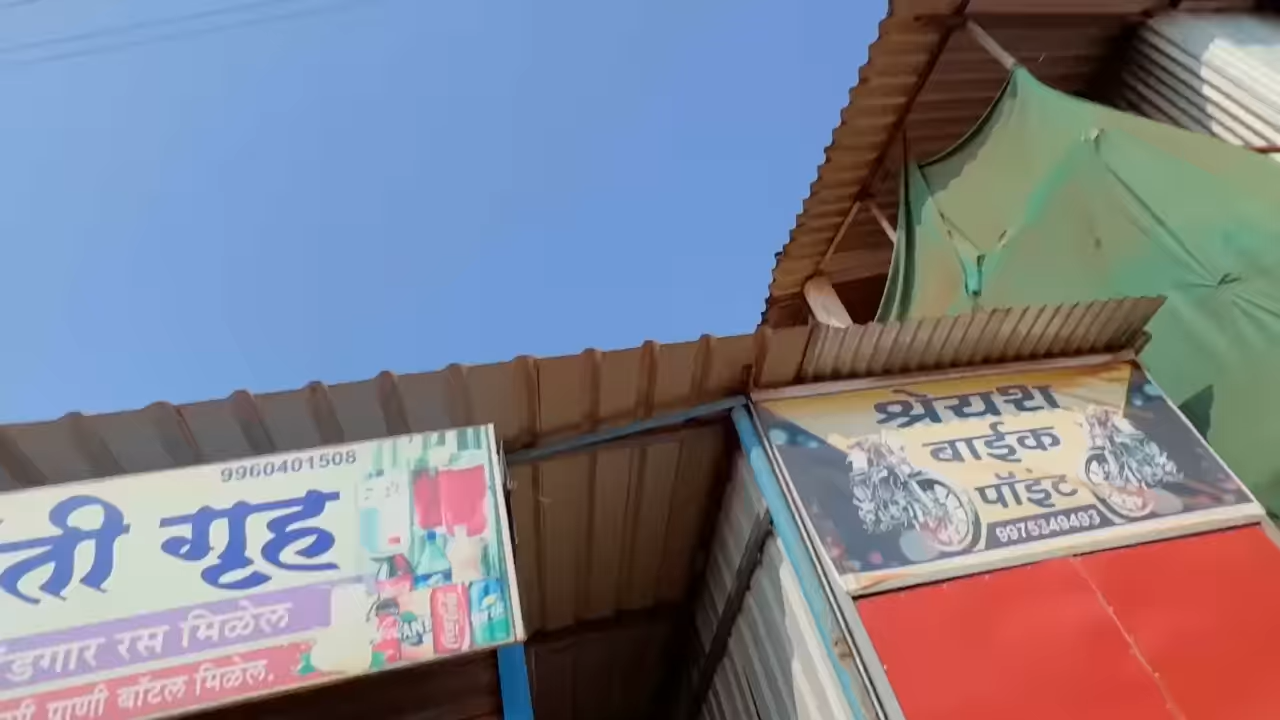 9960401508
ती गृह
डगार रस मिळेल
पाणी बॉटल मिळेल.
श्रेयश
बाईक
पॉइंट
9975349493